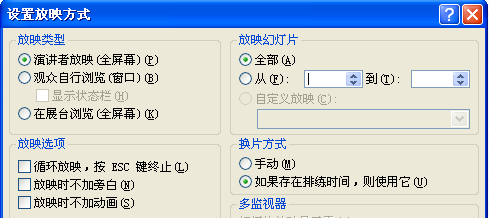 设置放映方式
放映类型
演讲者放映(全屏幕)(P)
观众自行浏览(窗口)(B)
显示状态栏(H)
在展台浏览(全屏幕)(K)
放映幻灯片
全部(A)
从(F): 到(T):
自定义放映(C):
放映选项
循环放映，按 ESC 键终止(L)
放映时不加旁白(N)
放映时不加动画(S)
换片方式
手动(M)
如果存在排练时间，则使用它(U)
多监视器